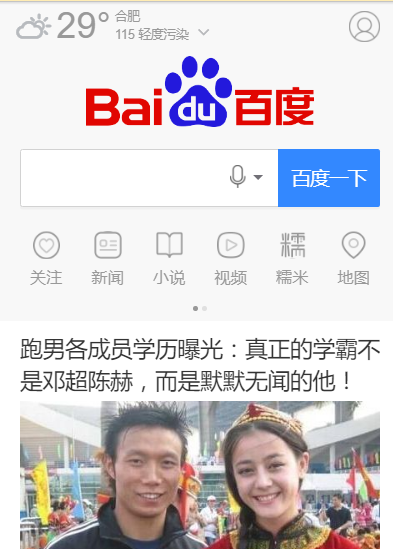 29° 合肥
115 轻度污染
Bai du 百度
百度一下
关注 新闻 小说 视频 糯米 地图
跑男各成员学历曝光：真正的学霸不
是邓超陈赫，而是默默无闻的他！